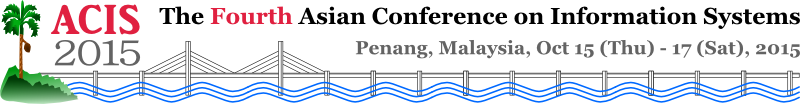 ACIS
2015
The Fourth Asian Conference on Information Systems
Penang, Malaysia, Oct 15 (Thu) - 17 (Sat), 2015